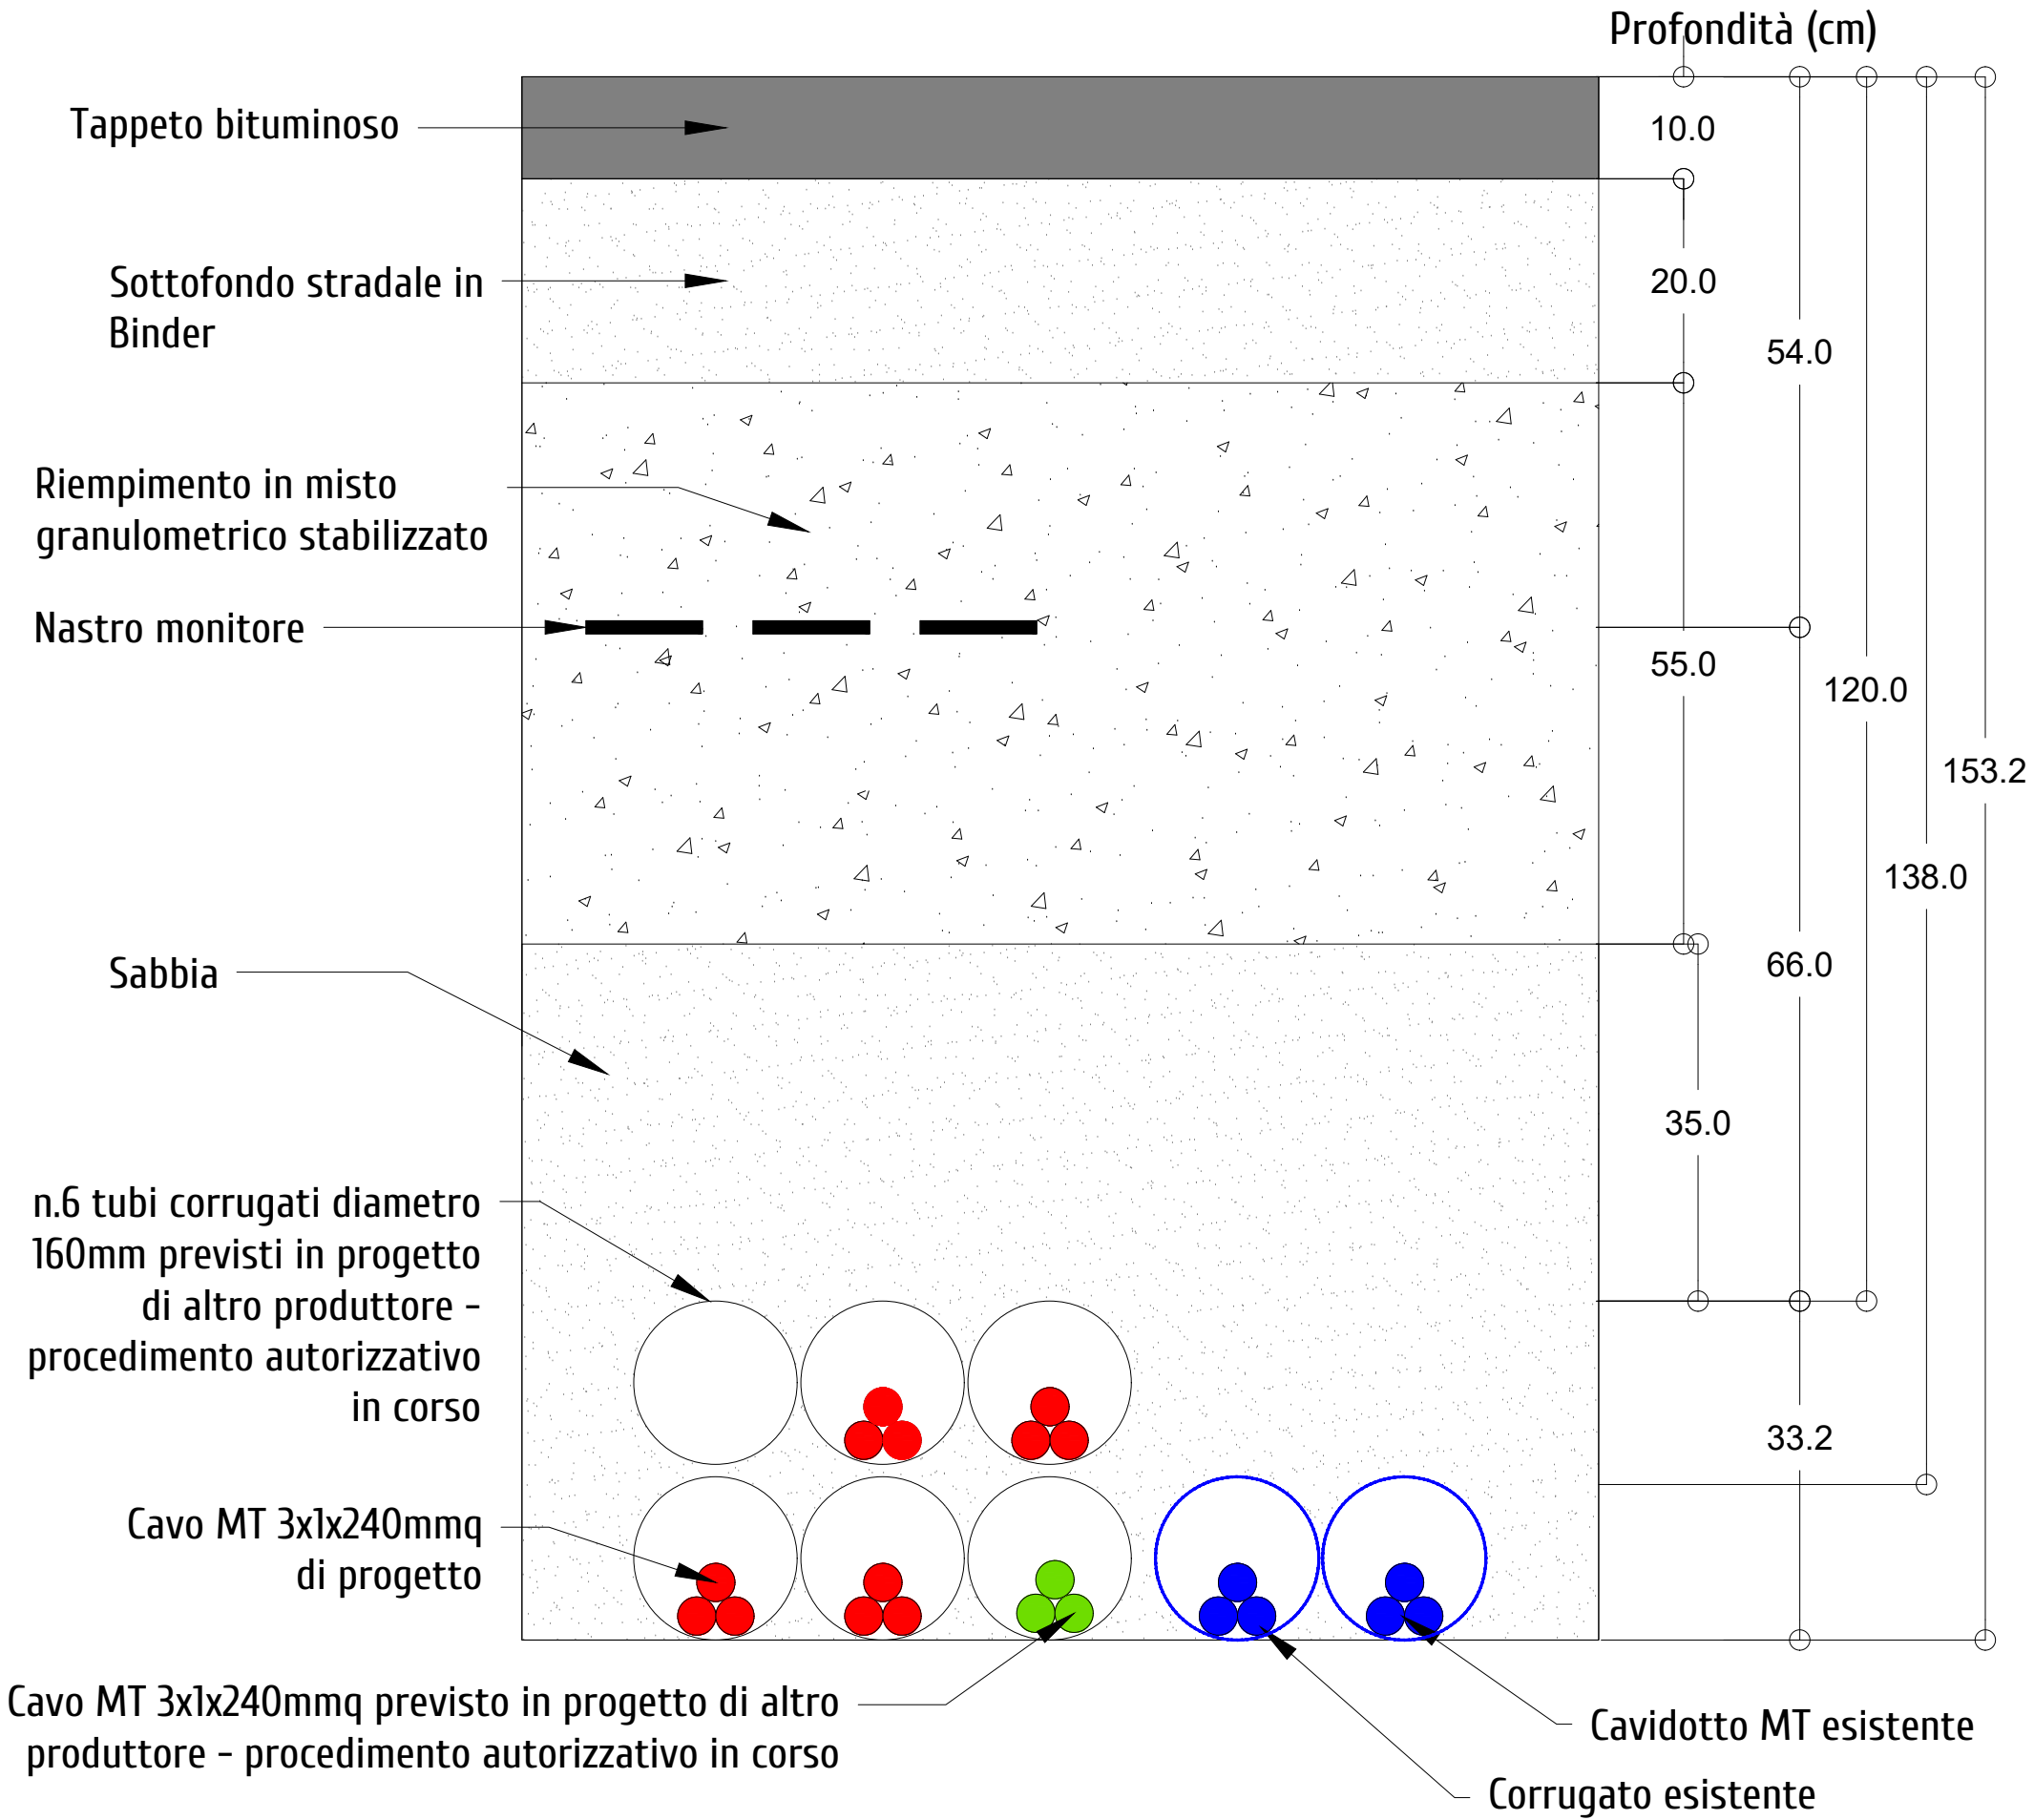 Profondità (cm)
Tappeto bituminoso
10.0
Sottofondo stradale in
Binder
20.0
54.0
Riempimento in misto
granulometrico stabilizzato
Nastro monitore
55.0
120.0
153.2
138.0
Sabbia
66.0
35.0
n.6 tubi corrugati diametro
160mm previsti in progetto
di altro produttore -
procedimento autorizzativo
in corso
33.2
Cavo MT 3x1x240mmq
di progetto
Cavo MT 3x1x240mmq previsto in progetto di altro
produttore - procedimento autorizzativo in corso
Cavidotto MT esistente
Corrugato esistente